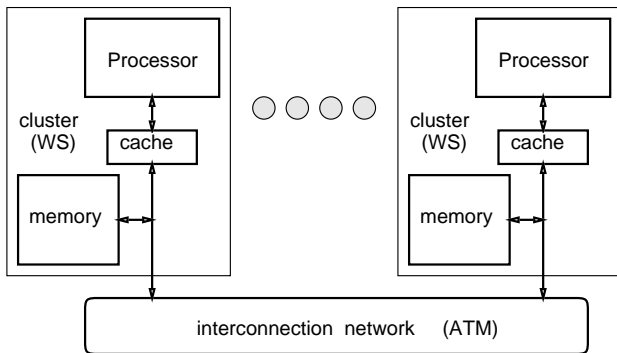 Processor
cluster
(WS)
cache
memory
Processor
cluster
(WS)
cache
memory
interconnection network (ATM)